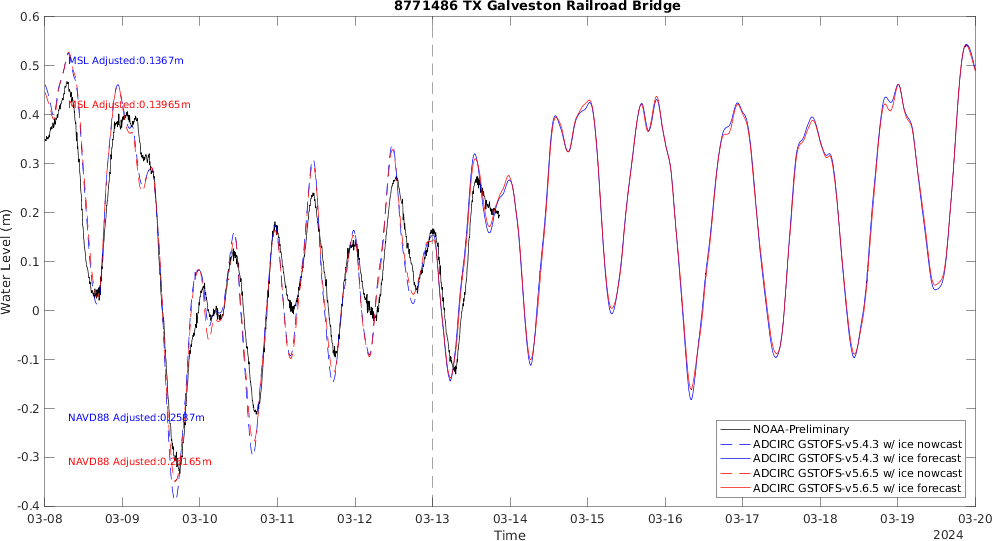 8771486 TX Galveston Railroad Bridge
Water Level (m)
0.6
0.5
0.4
0.3
0.2
0.1
0
-0.1
-0.2
-0.3
-0.4
MSL Adjusted:0.1367m
MSL Adjusted:0.13965m
NAVD88 Adjusted:0.2587m
NAVD88 Adjusted:
NOAA-Preliminary
ADCIRC GSTOFS-v5.4.3 w/ ice nowcast
ADCIRC GSTOFS-v5.4.3 w/ ice forecast
ADCIRC GSTOFS-v5.6.5 w/ ice nowcast
ADCIRC GSTOFS-v5.6.5 w/ ice forecast
03-08 03-09 03-10 03-11 03-12 03-13 03-14 03-15 03-16 03-17 03-18 03-19 03-20
Time
2024